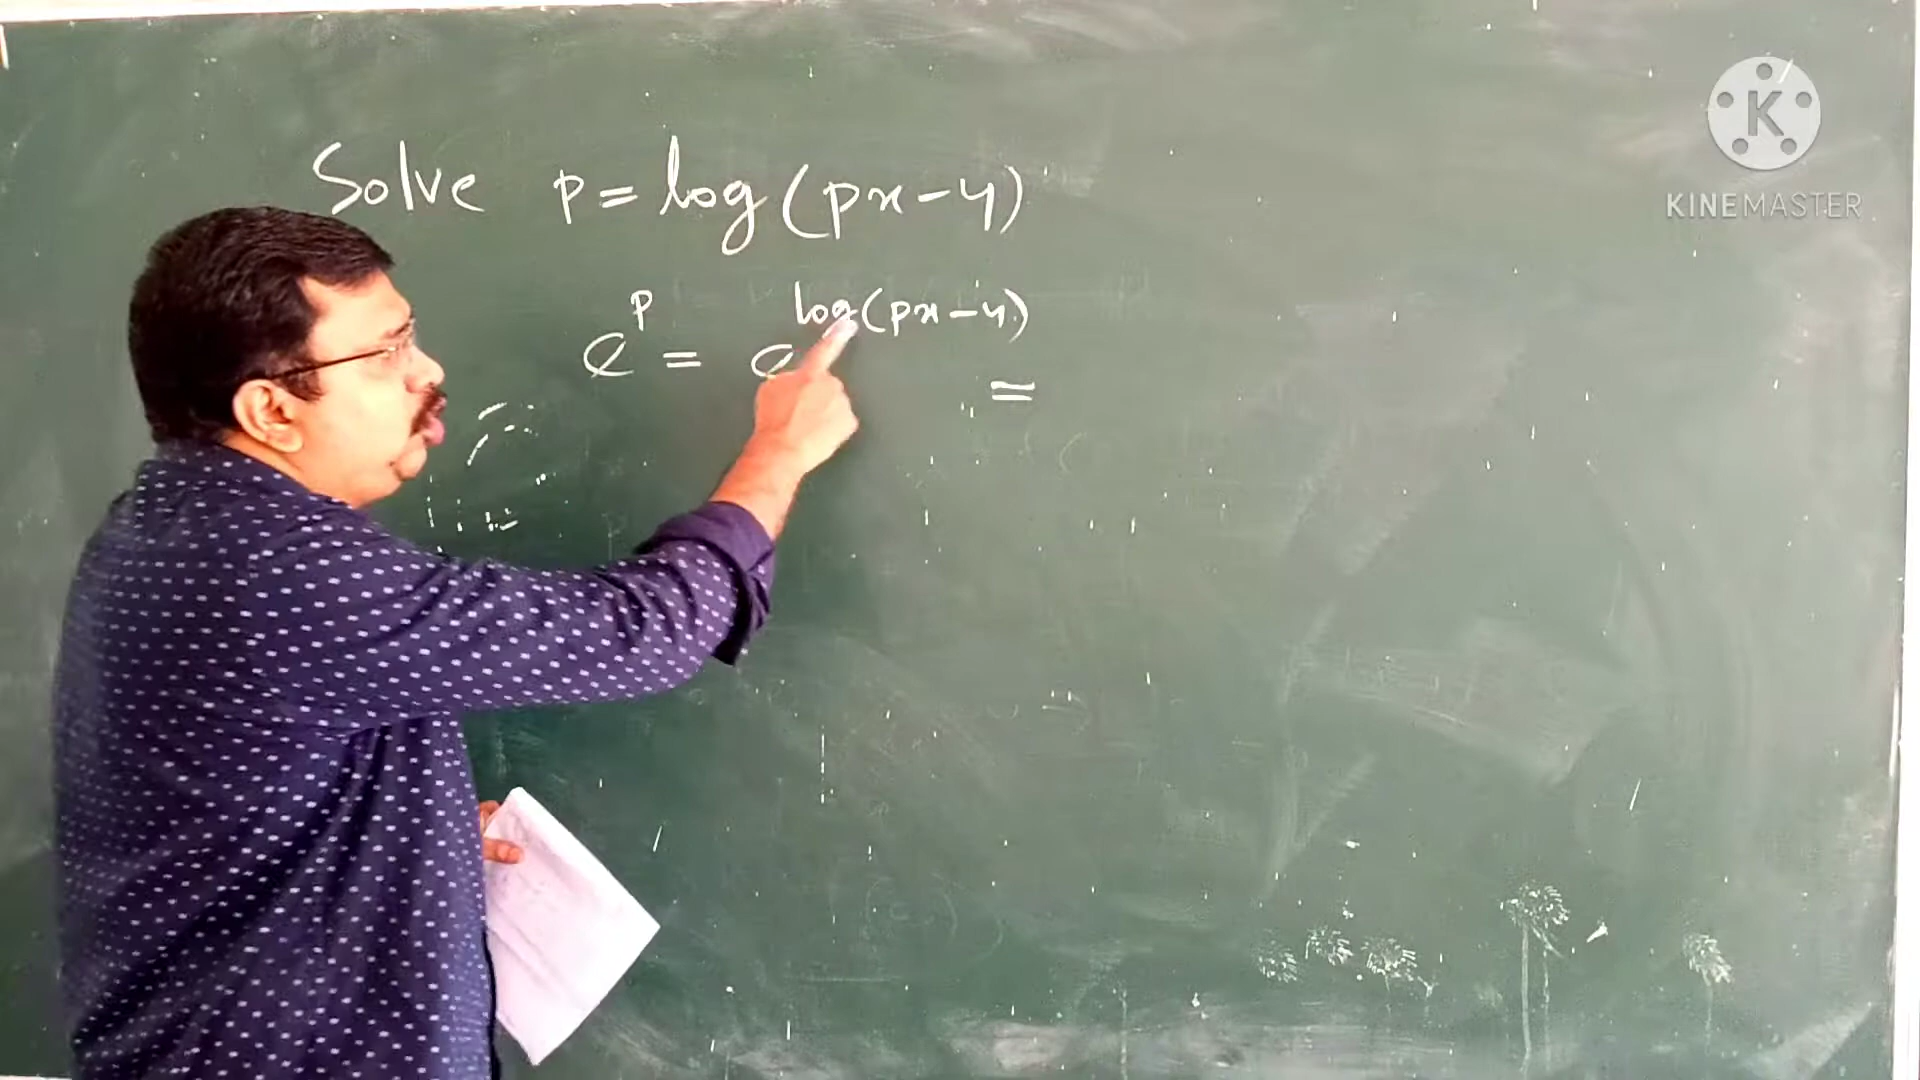 K
KINEMASTER
Solve p = log(px-y)
e^p = e^log(px-y)
=